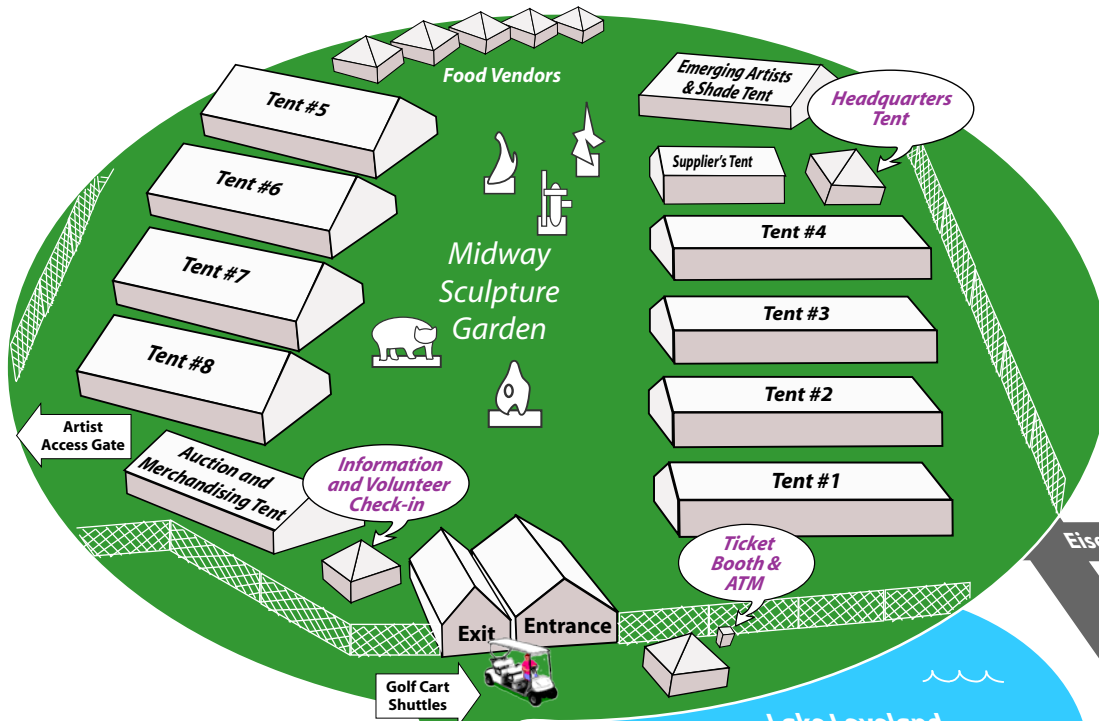 Food Vendors
Emerging Artists
& Shade Tent
Headquarters
Tent
Tent #5
Supplier's Tent
Tent #6
Tent #4
Midway
Sculpture
Garden
Tent #7
Tent #3
Tent #8
Tent #2
Artist
Access Gate
Auction and
Merchandising Tent
Information
and Volunteer
Check-in
Tent #1
Ticket
Booth &
ATM
Exit
Entrance
Golf Cart
Shuttles
Lake Loveland